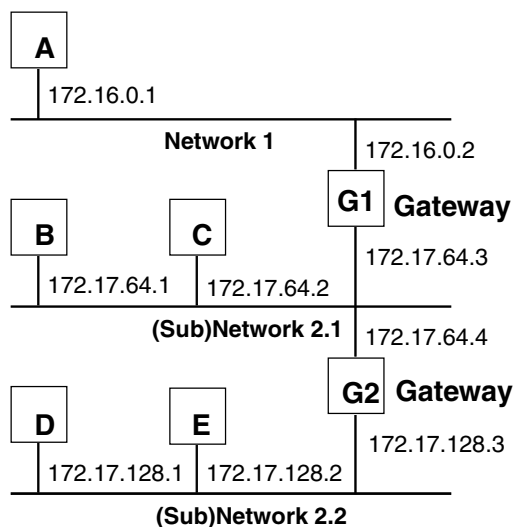 A
172.16.0.1
Network 1
172.16.0.2
G1 Gateway
B
C
172.17.64.3
172.17.64.1
172.17.64.2
(Sub)Network 2.1
172.17.64.4
G2 Gateway
D
E
172.17.128.3
172.17.128.1
172.17.128.2
(Sub)Network 2.2